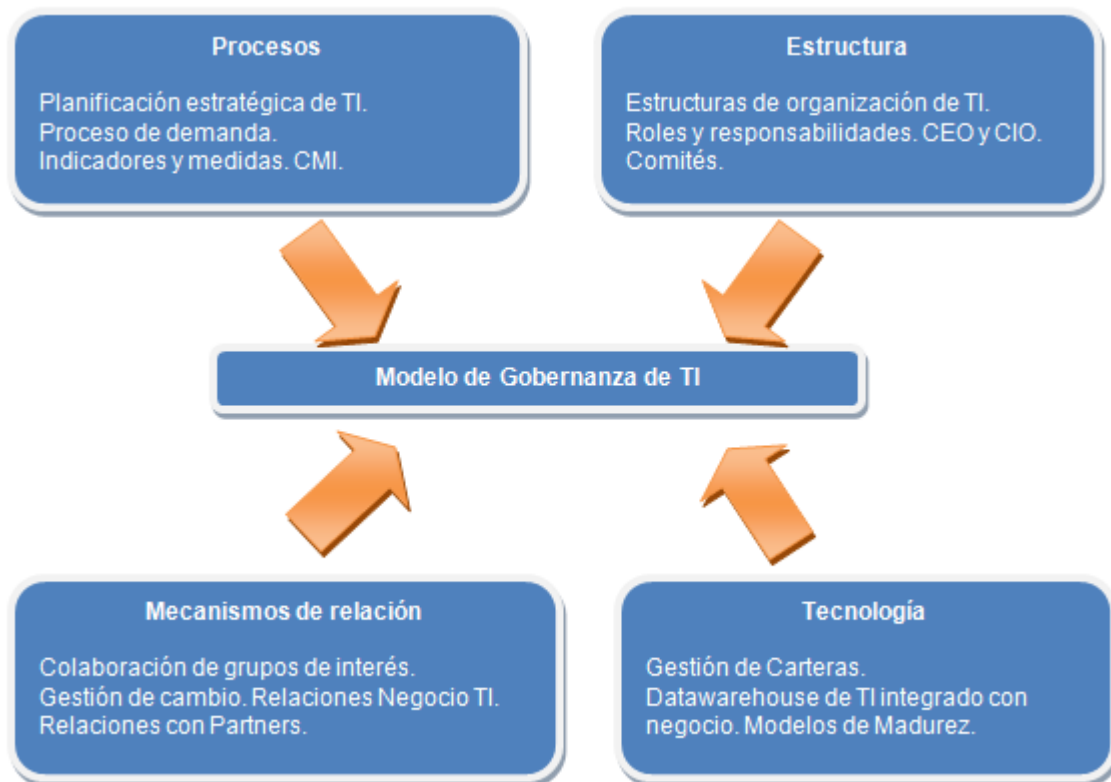 Procesos
Planificación estratégica de TI.
Proceso de demanda.
Indicadores y medidas. CMI.
Estructura
Estructuras de organización de TI.
Roles y responsabilidades. CEO y CIO.
Comités.
Modelo de Gobernanza de TI
Mecanismos de relación
Colaboración de grupos de interés.
Gestión de cambio. Relaciones Negocio TI.
Relaciones con Partners.
Tecnología
Gestión de Carteras.
Datawarehouse de TI integrado con
negocio. Modelos de Madurez.